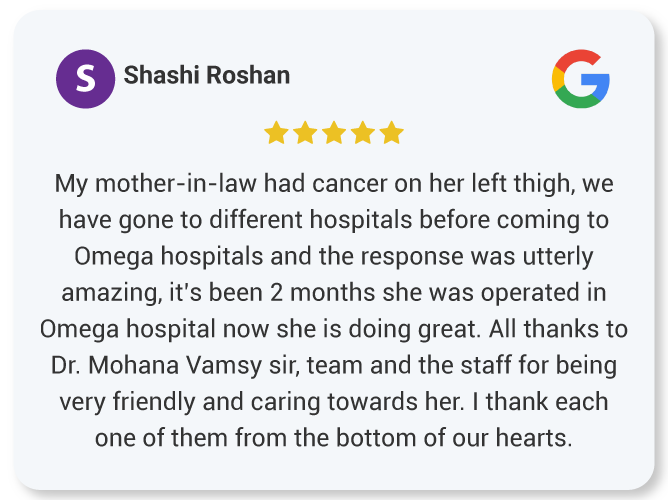 S
Shashi Roshan
G
My mother-in-law had cancer on her left thigh, we
have gone to different hospitals before coming to
Omega hospitals and the response was utterly
amazing, it's been 2 months she was operated in
Omega hospital now she is doing great. All thanks to
Dr. Mohana Vamsy sir, team and the staff for being
very friendly and caring towards her. I thank each
one of them from the bottom of our hearts.